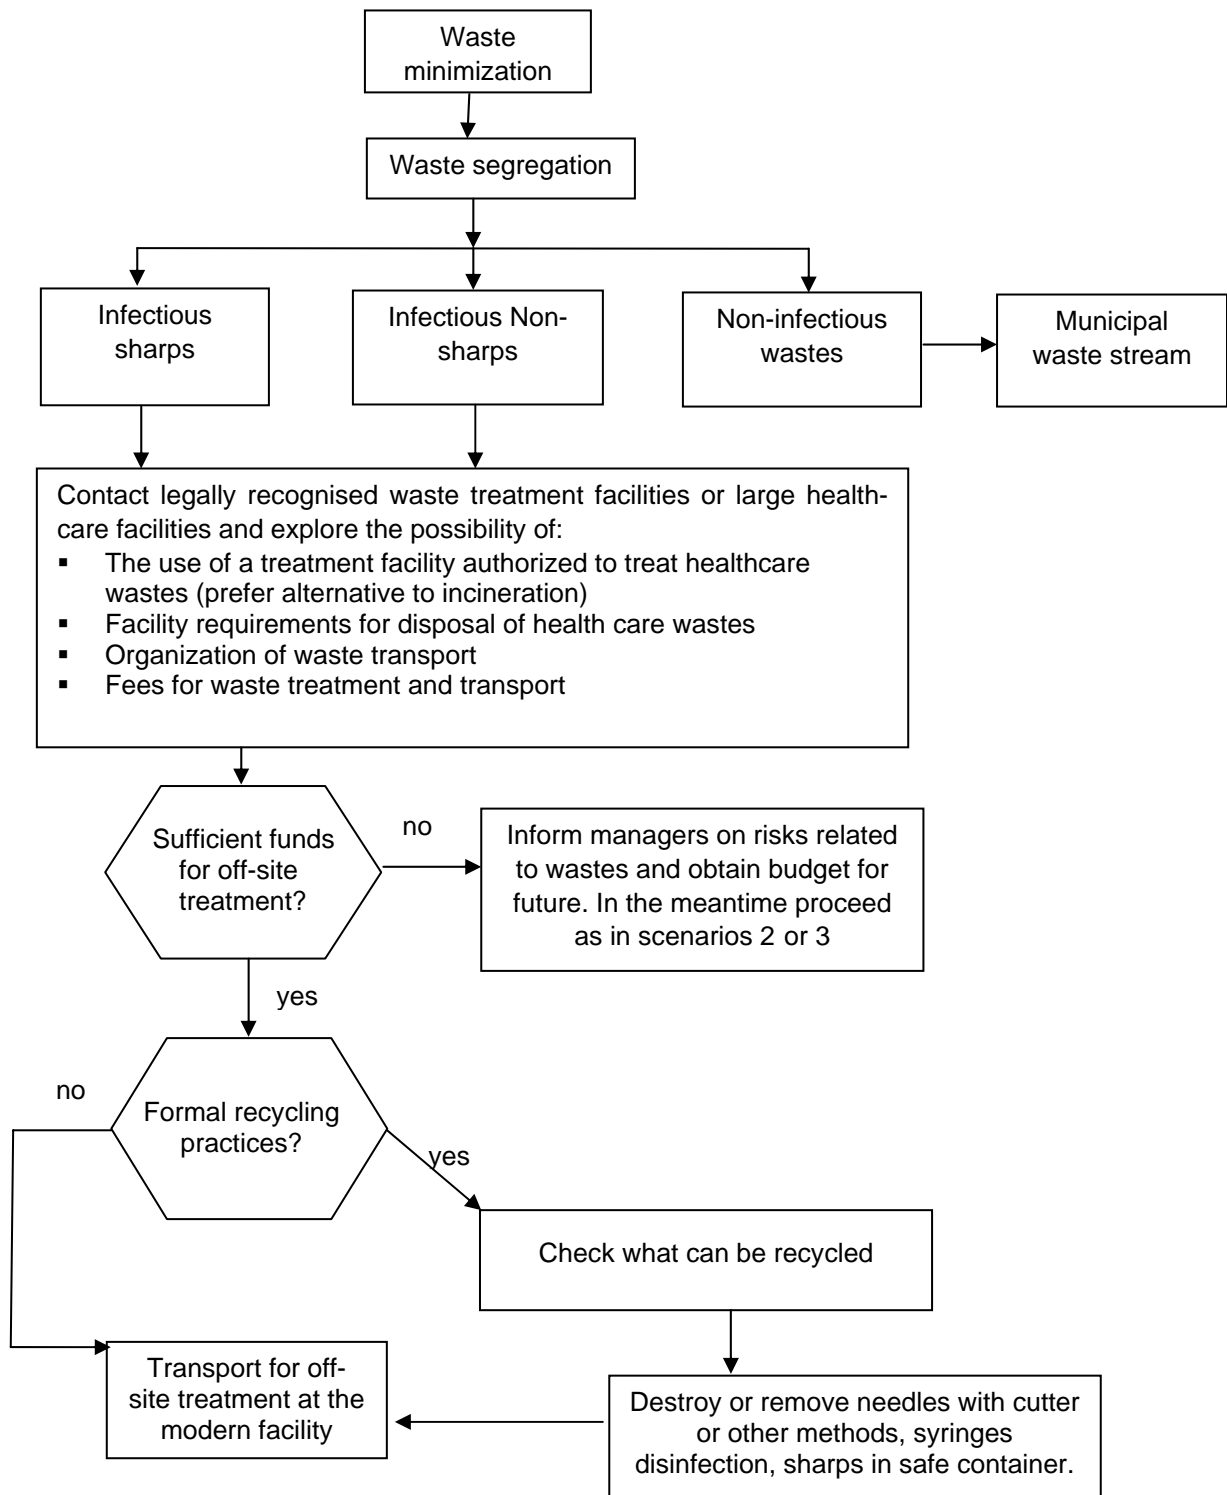 Waste
minimization
Waste segregation
Infectious
sharps
Infectious Non-
sharps
Non-infectious
wastes
Municipal
waste stream
Contact legally recognised waste treatment facilities or large health-
care facilities and explore the possibility of:
▪ The use of a treatment facility authorized to treat healthcare
wastes (prefer alternative to incineration)
▪ Facility requirements for disposal of health care wastes
▪ Organization of waste transport
▪ Fees for waste treatment and transport
Sufficient funds
for off-site
treatment?
no
Inform managers on risks related
to wastes and obtain budget for
future. In the meantime proceed
as in scenarios 2 or 3
yes
no
Formal recycling
practices?
yes
Check what can be recycled
Transport for off-
site treatment at the
modern facility
Destroy or remove needles with cutter
or other methods, syringes
disinfection, sharps in safe container.